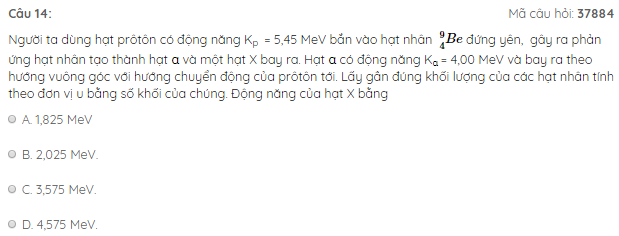 Câu 14:
Mã câu hỏi: 37884
Người ta dùng hạt prôtôn có động năng Kp = 5,45 MeV bắn vào hạt nhân ⁹₄Be đứng yên, gây ra phản
ứng hạt nhân tạo thành hạt α và một hạt X bay ra. Hạt α có động năng Kα = 4,00 MeV và bay ra theo
hướng vuông góc với hướng chuyển động của prôtôn tới. Lấy gần đúng khối lượng của các hạt nhân tính
theo đơn vị u bằng số khối của chúng. Động năng của hạt X bằng
A. 1,825 MeV
B. 2,025 MeV.
C. 3,575 MeV.
D. 4,575 MeV.